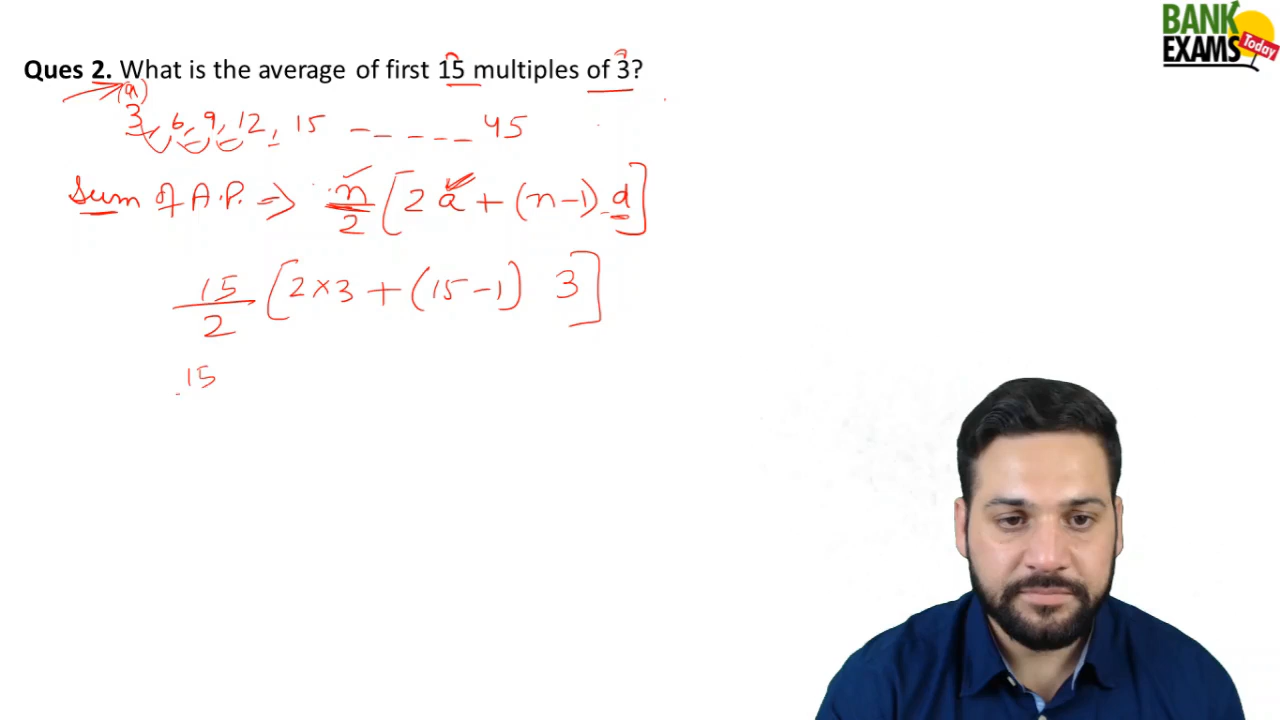 BANK
EXAMS
Today
Ques 2. What is the average of first 15 multiples of 3?
(a)
3, 6, 9, 12, 15 – – – – – 45
Sum of A.P. ⇒ n/2 [2a + (n-1) d]
15/2 [2×3 + (15-1) 3]
15